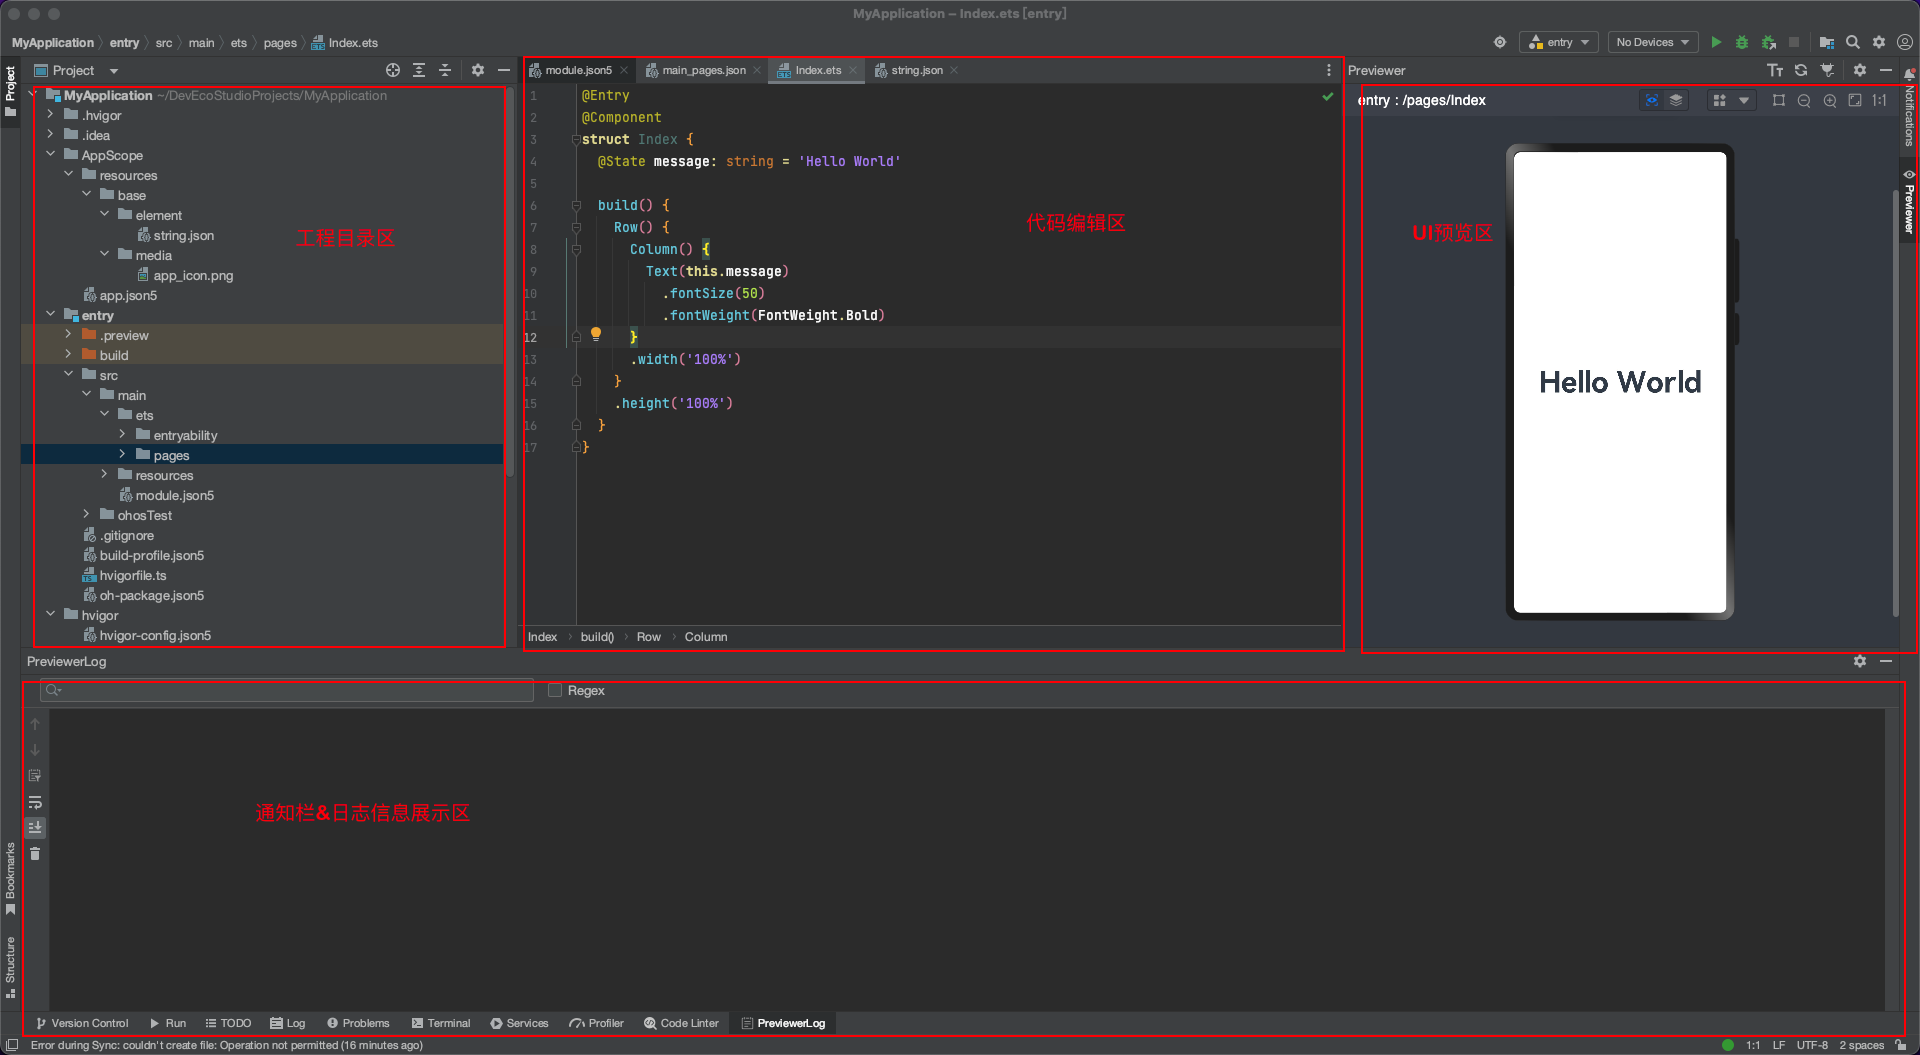 MyApplication – Index.ets [entry]
MyApplication entry src main ets pages Index.ets
entry No Devices
Project
Project
MyApplication ~/DevEcoStudioProjects/MyApplication
.hvigor
.idea
AppScope
resources
base
element
string.json
media
app_icon.png
app.json5
entry
.preview
build
src
main
ets
entryability
pages
resources
module.json5
ohosTest
.gitignore
build-profile.json5
hvigorfile.ts
oh-package.json5
hvigor
hvigor-config.json5
工程目录区
module.json5 main_pages.json Index.ets string.json
1 @Entry
2 @Component
3 struct Index {
4 @State message: string = 'Hello World'
5
6 build() {
7 Row() {
8 Column() {
9 Text(this.message)
10 .fontSize(50)
11 .fontWeight(FontWeight.Bold)
12 }
13 .width('100%')
14 }
15 .height('100%')
16 }
17 }
代码编辑区
Index build() Row Column
Previewer
entry : /pages/Index
1:1
UI预览区
Hello World
Notifications
Previewer
PreviewerLog
Regex
通知栏&日志信息展示区
Bookmarks
Structure
Version Control Run TODO Log Problems Terminal Services Profiler Code Linter PreviewerLog
Error during Sync: couldn't create file: Operation not permitted (16 minutes ago)
1:1 LF UTF-8 2 spaces